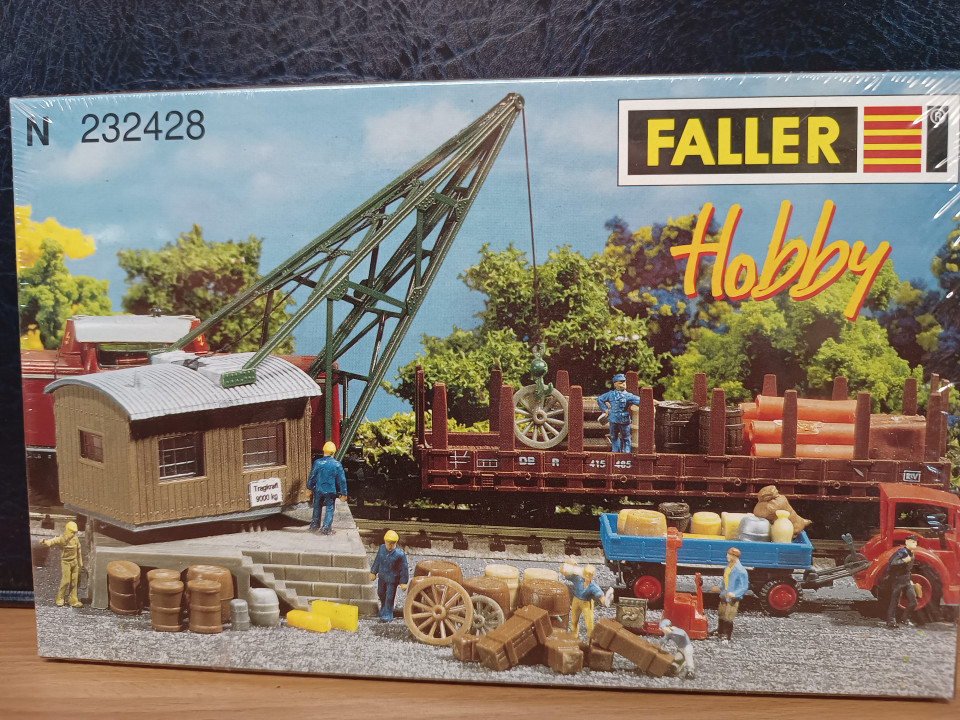 N 232428
FALLER ®
Hobby
DB R 415 485
Tragkraft
9000 kg